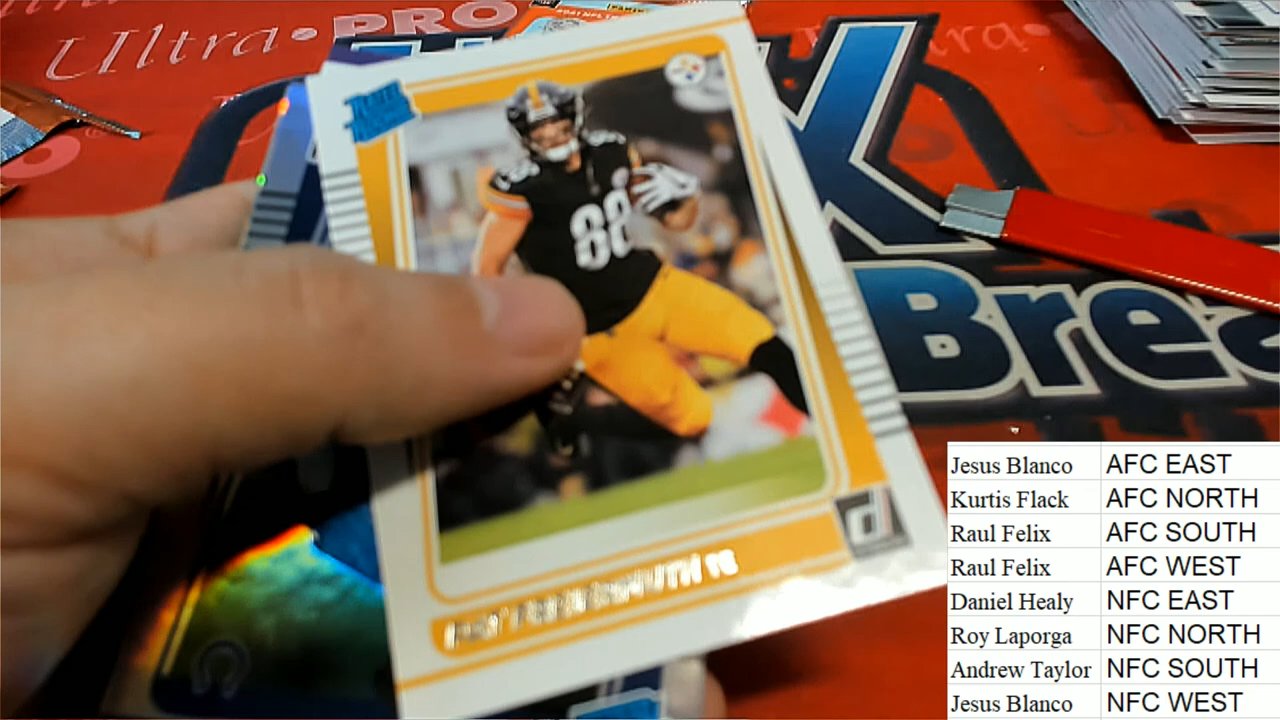 Ultra•PRO
88
Brea
Jesus Blanco AFC EAST
Kurtis Flack AFC NORTH
Raul Felix AFC SOUTH
Raul Felix AFC WEST
Daniel Healy NFC EAST
Roy Laporga NFC NORTH
Andrew Taylor NFC SOUTH
Jesus Blanco NFC WEST